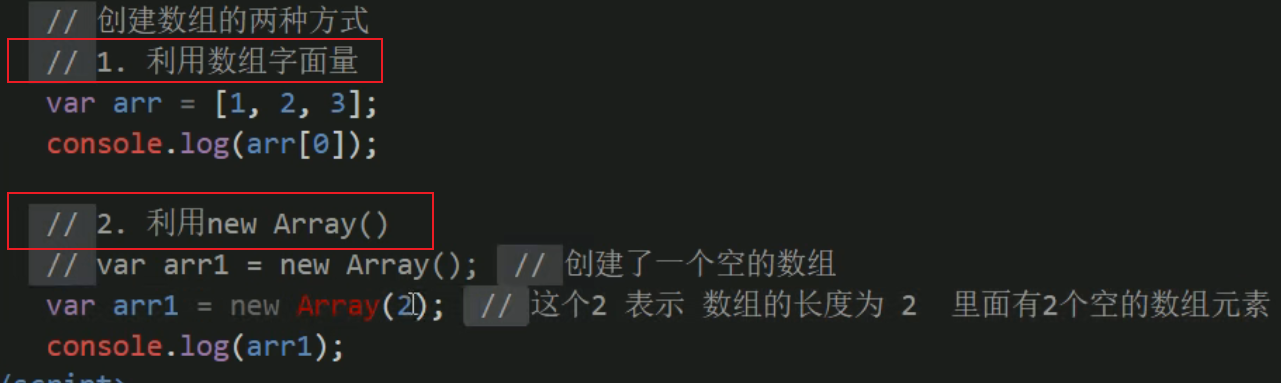 // 创建数组的两种方式
// 1. 利用数组字面量
var arr = [1, 2, 3];
console.log(arr[0]);
// 2. 利用new Array()
// var arr1 = new Array(); // 创建了一个空的数组
var arr1 = new Array(2); // 这个2 表示 数组的长度为 2 里面有2个空的数组元素
console.log(arr1);